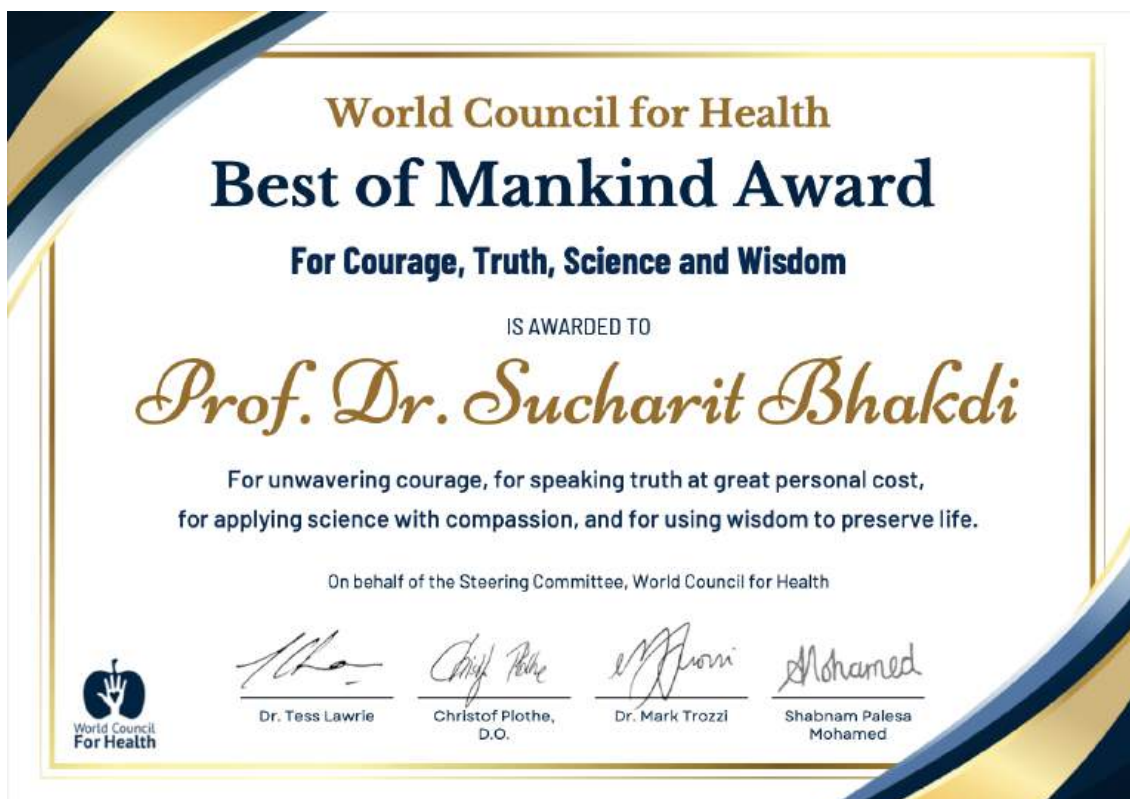 World Council for Health
Best of Mankind Award
For Courage, Truth, Science and Wisdom
IS AWARDED TO
Prof. Dr. Sucharit Bhakdi
For unwavering courage, for speaking truth at great personal cost,
for applying science with compassion, and for using wisdom to preserve life.
On behalf of the Steering Committee, World Council for Health
Mohamed
Dr. Tess Lawrie
Christof Plothe,
D.O.
Dr. Mark Trozzi
Shabnam Palesa
Mohamed
World Council
For Health